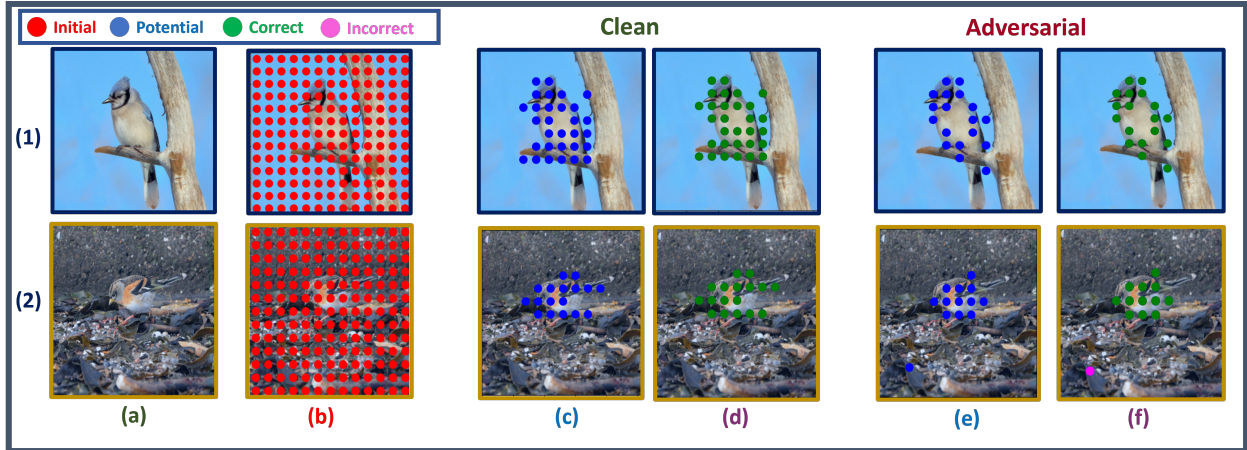 Initial Potential Correct Incorrect
Clean
Adversarial
(1)
(2)
(a) (b) (c) (d) (e) (f)